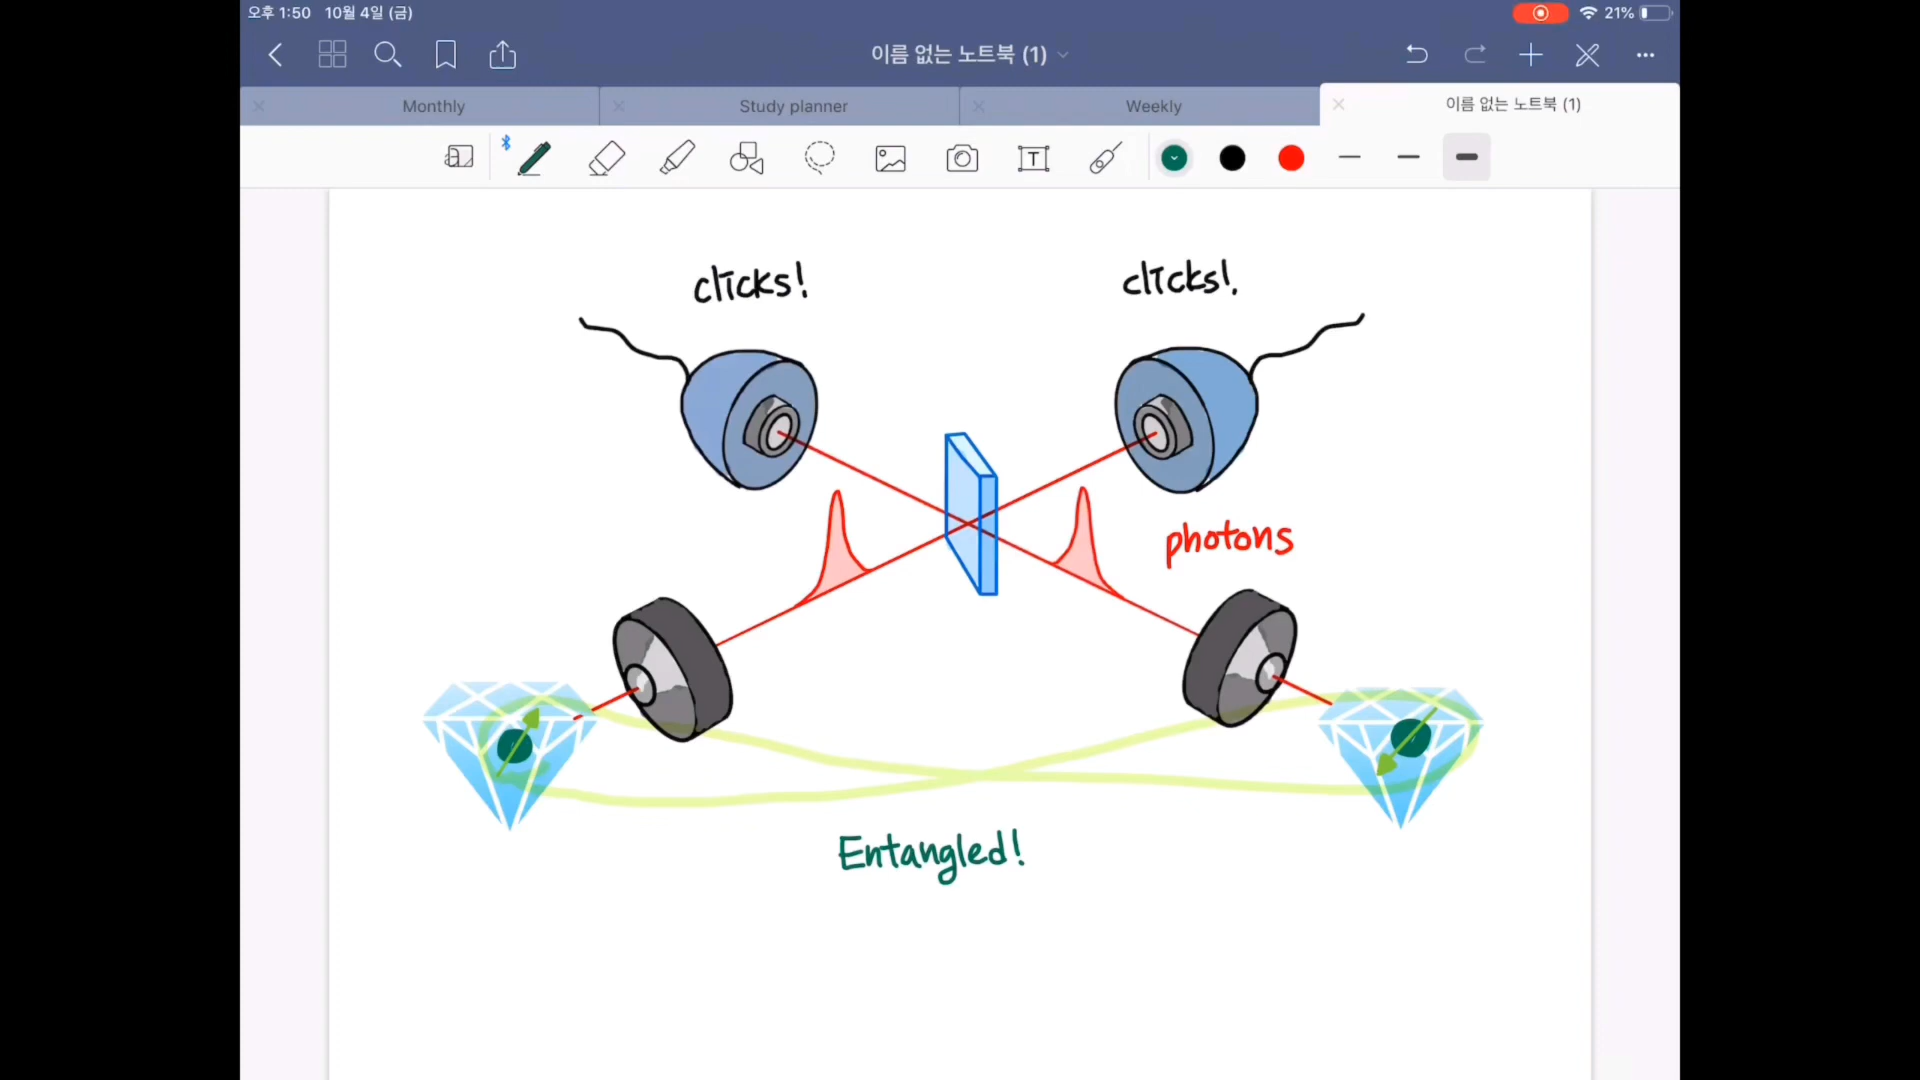 오후 1:50 10월 4일 (금)
21%
이름 없는 노트북 (1)
Monthly
Study planner
Weekly
이름 없는 노트북 (1)
a
T
clicks!
clicks!
photons
Entangled!